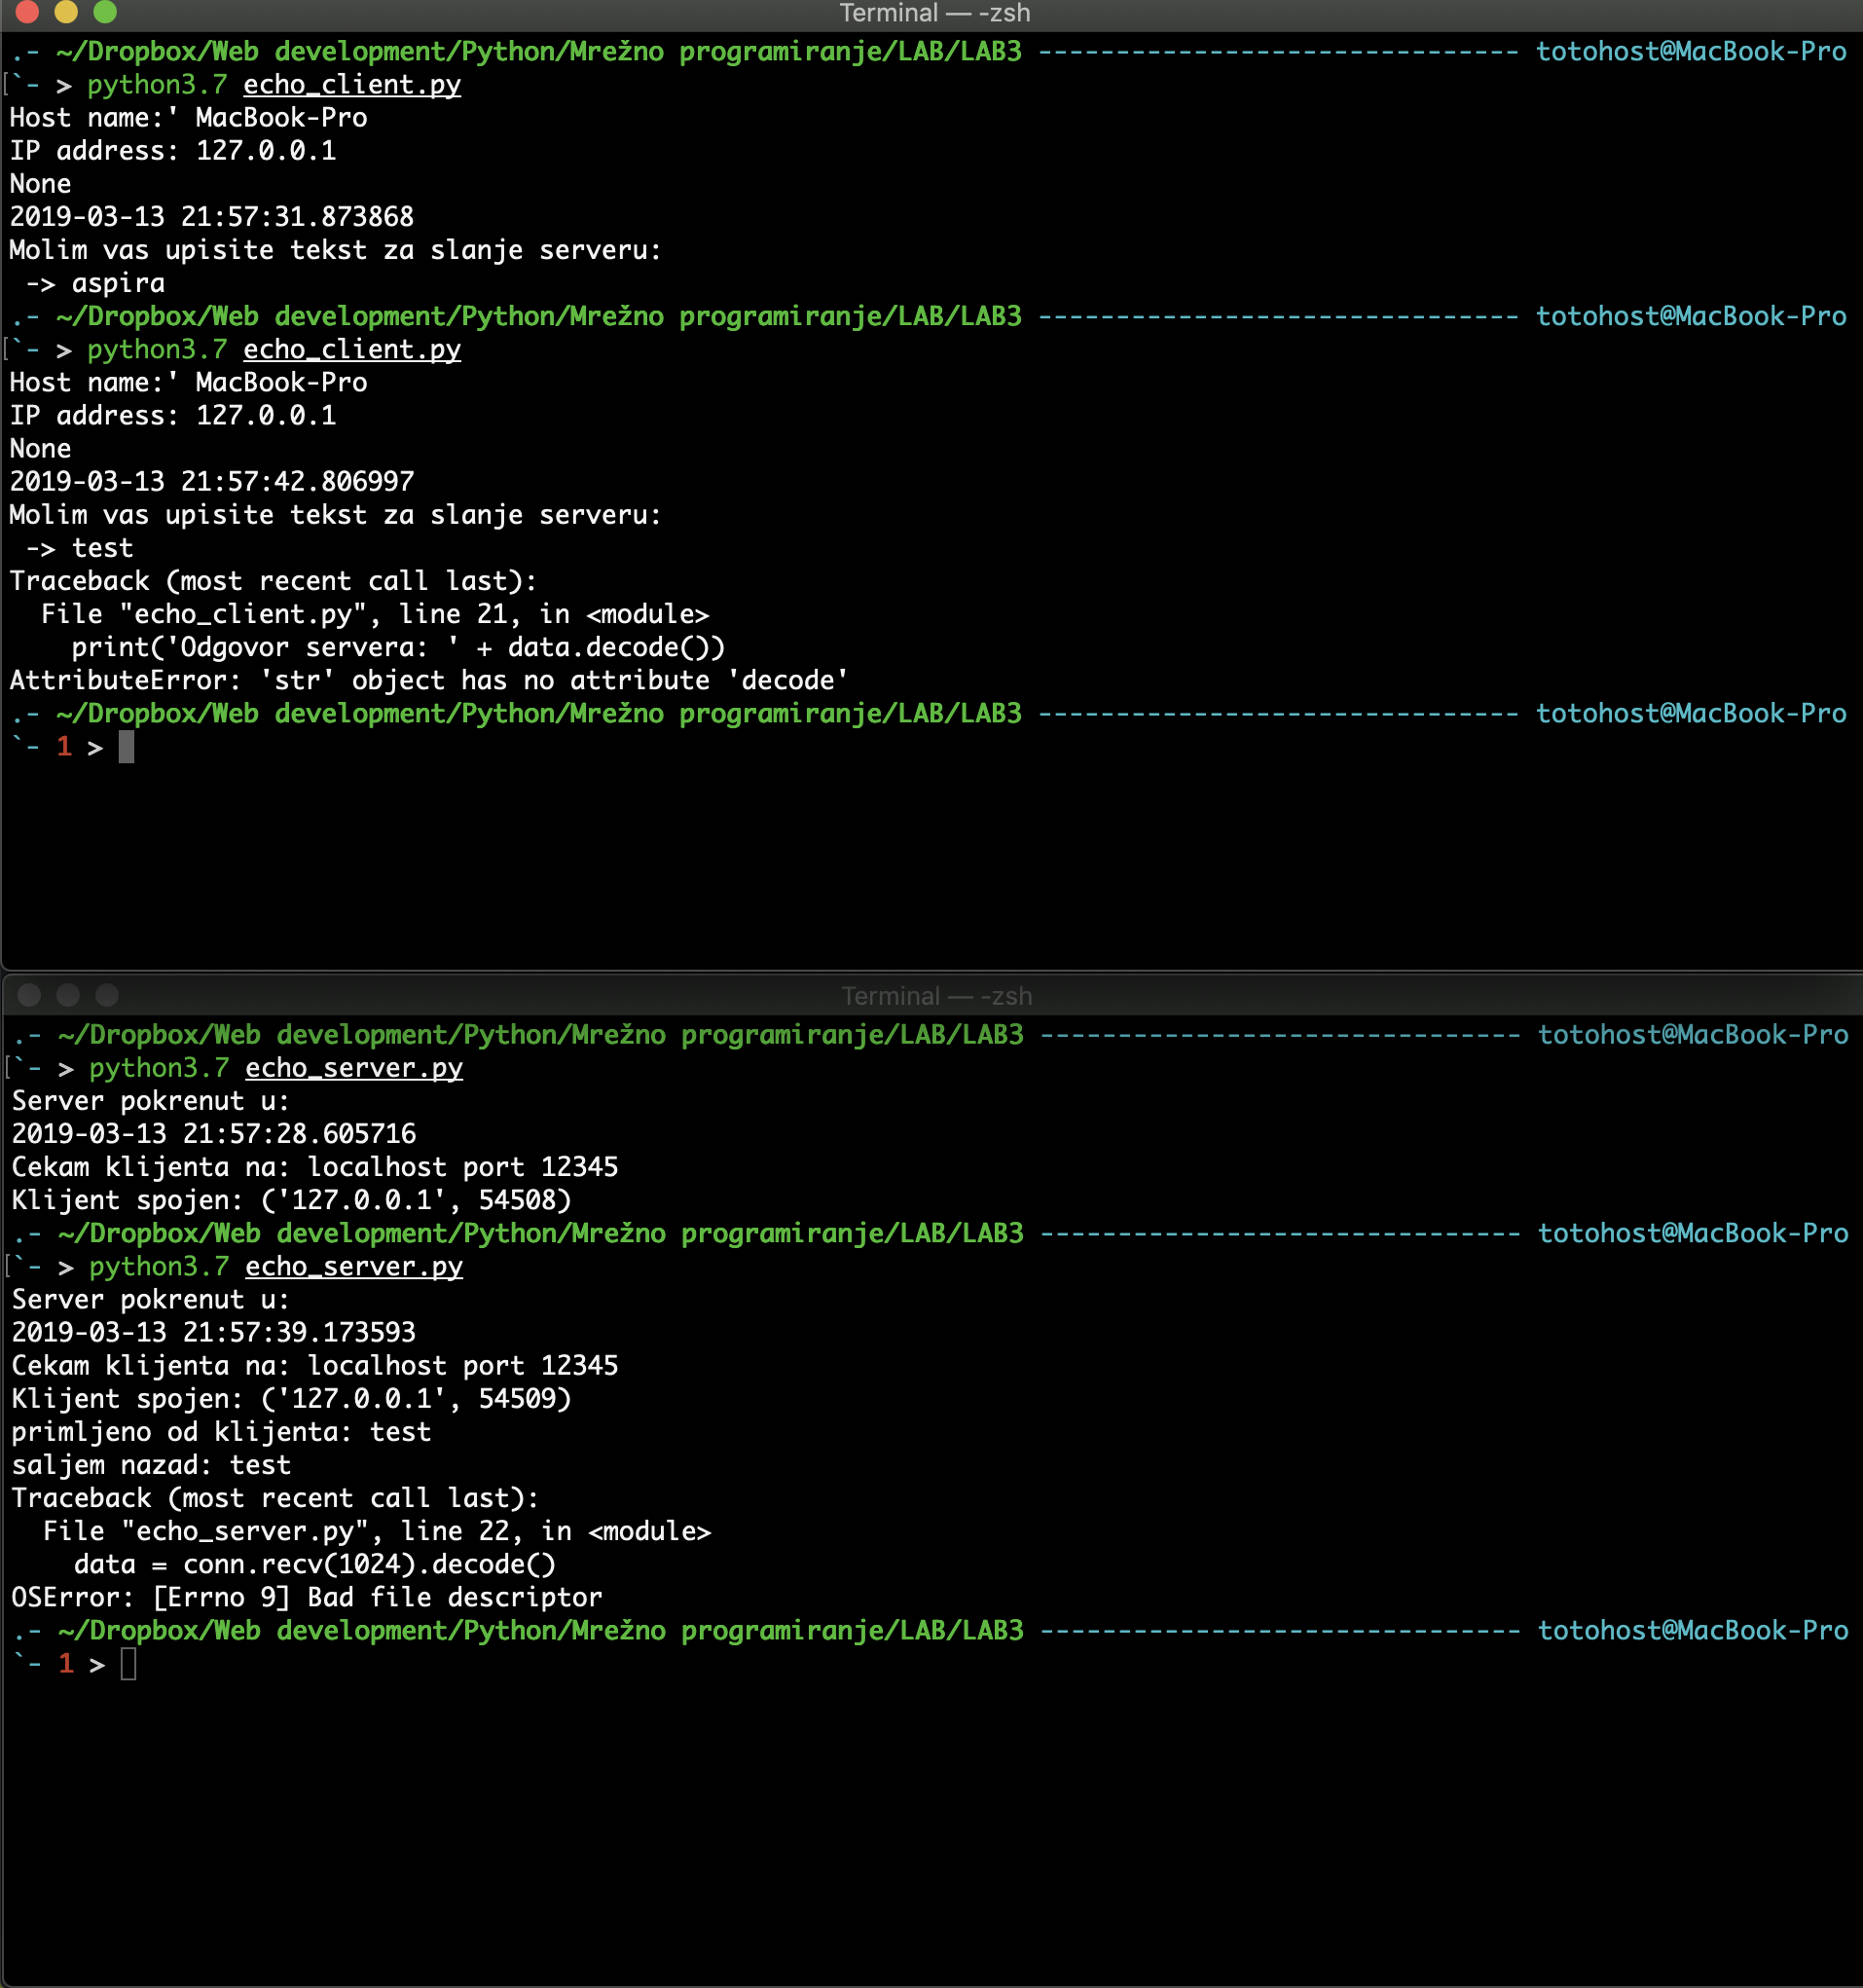 Terminal — -zsh
.- ~/Dropbox/Web development/Python/Mrežno programiranje/LAB/LAB3 ------------------------------- totohost@MacBook-Pro
[`- > python3.7 echo_client.py
Host name:' MacBook-Pro
IP address: 127.0.0.1
None
2019-03-13 21:57:31.873868
Molim vas upisite tekst za slanje serveru:
 -> aspira
.- ~/Dropbox/Web development/Python/Mrežno programiranje/LAB/LAB3 ------------------------------- totohost@MacBook-Pro
[`- > python3.7 echo_client.py
Host name:' MacBook-Pro
IP address: 127.0.0.1
None
2019-03-13 21:57:42.806997
Molim vas upisite tekst za slanje serveru:
 -> test
Traceback (most recent call last):
  File "echo_client.py", line 21, in <module>
    print('Odgovor servera: ' + data.decode())
AttributeError: 'str' object has no attribute 'decode'
.- ~/Dropbox/Web development/Python/Mrežno programiranje/LAB/LAB3 ------------------------------- totohost@MacBook-Pro
`- 1 >
Terminal — -zsh
.- ~/Dropbox/Web development/Python/Mrežno programiranje/LAB/LAB3 ------------------------------- totohost@MacBook-Pro
[`- > python3.7 echo_server.py
Server pokrenut u:
2019-03-13 21:57:28.605716
Cekam klijenta na: localhost port 12345
Klijent spojen: ('127.0.0.1', 54508)
.- ~/Dropbox/Web development/Python/Mrežno programiranje/LAB/LAB3 ------------------------------- totohost@MacBook-Pro
[`- > python3.7 echo_server.py
Server pokrenut u:
2019-03-13 21:57:39.173593
Cekam klijenta na: localhost port 12345
Klijent spojen: ('127.0.0.1', 54509)
primljeno od klijenta: test
saljem nazad: test
Traceback (most recent call last):
  File "echo_server.py", line 22, in <module>
    data = conn.recv(1024).decode()
OSError: [Errno 9] Bad file descriptor
.- ~/Dropbox/Web development/Python/Mrežno programiranje/LAB/LAB3 ------------------------------- totohost@MacBook-Pro
`- 1 >